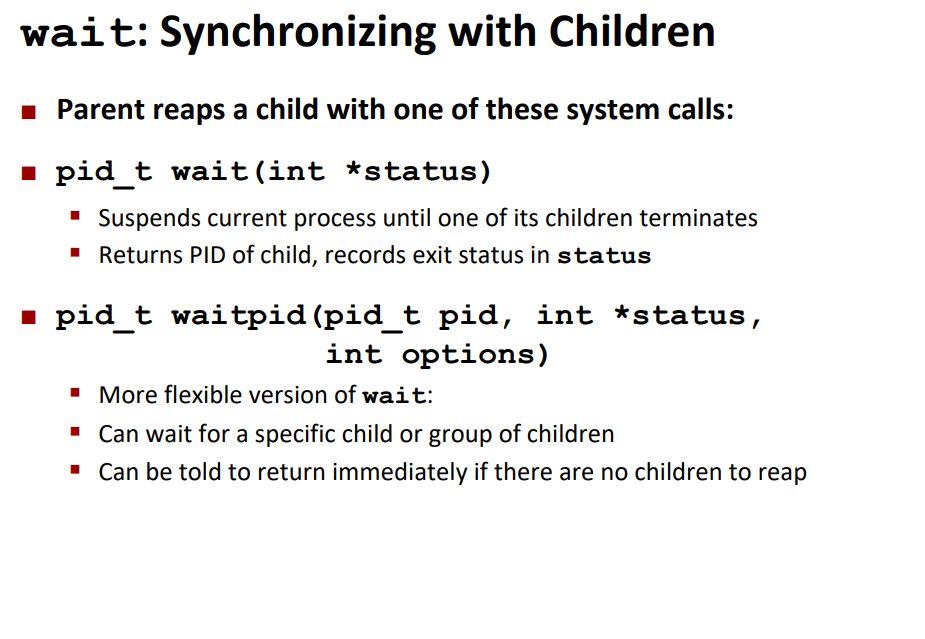 wait: Synchronizing with Children
■ Parent reaps a child with one of these system calls:
■ pid_t wait(int *status)
▪ Suspends current process until one of its children terminates
▪ Returns PID of child, records exit status in status
■ pid_t waitpid(pid_t pid, int *status,
int options)
▪ More flexible version of wait:
▪ Can wait for a specific child or group of children
▪ Can be told to return immediately if there are no children to reap